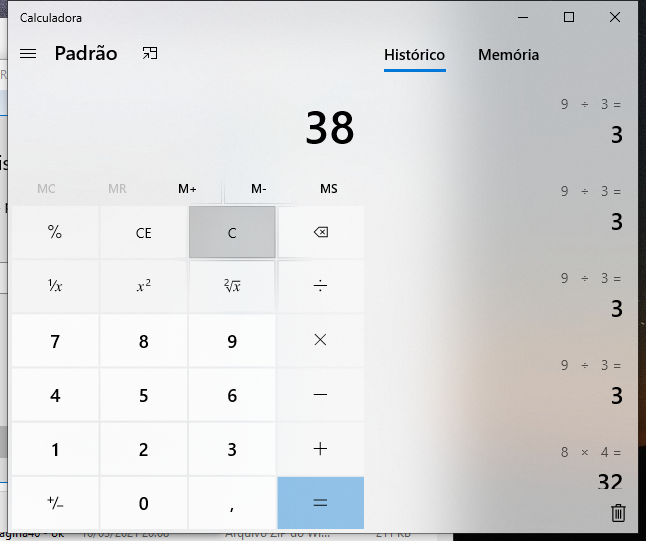 Calculadora
Padrão
Histórico Memória
38
MC MR M+ M- MS
% CE C
¹/x x² ²√x ÷
7 8 9 ×
4 5 6 −
1 2 3 +
+/− 0 , =
9 ÷ 3 =
3
9 ÷ 3 =
3
9 ÷ 3 =
3
9 ÷ 3 =
3
8 × 4 =
32